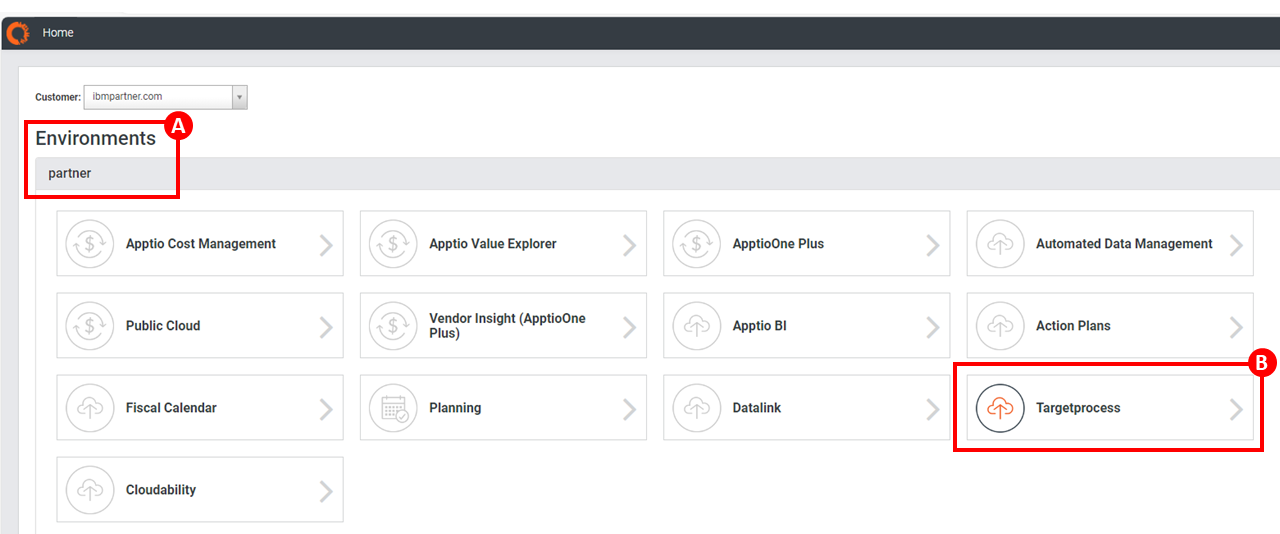 Home
Customer: ibmpartner.com
A
Environments
partner
Apptio Cost Management
Apptio Value Explorer
ApptioOne Plus
Automated Data Management
Public Cloud
Vendor Insight (ApptioOne
Plus)
Apptio BI
Action Plans
B
Fiscal Calendar
Planning
Datalink
Targetprocess
Cloudability